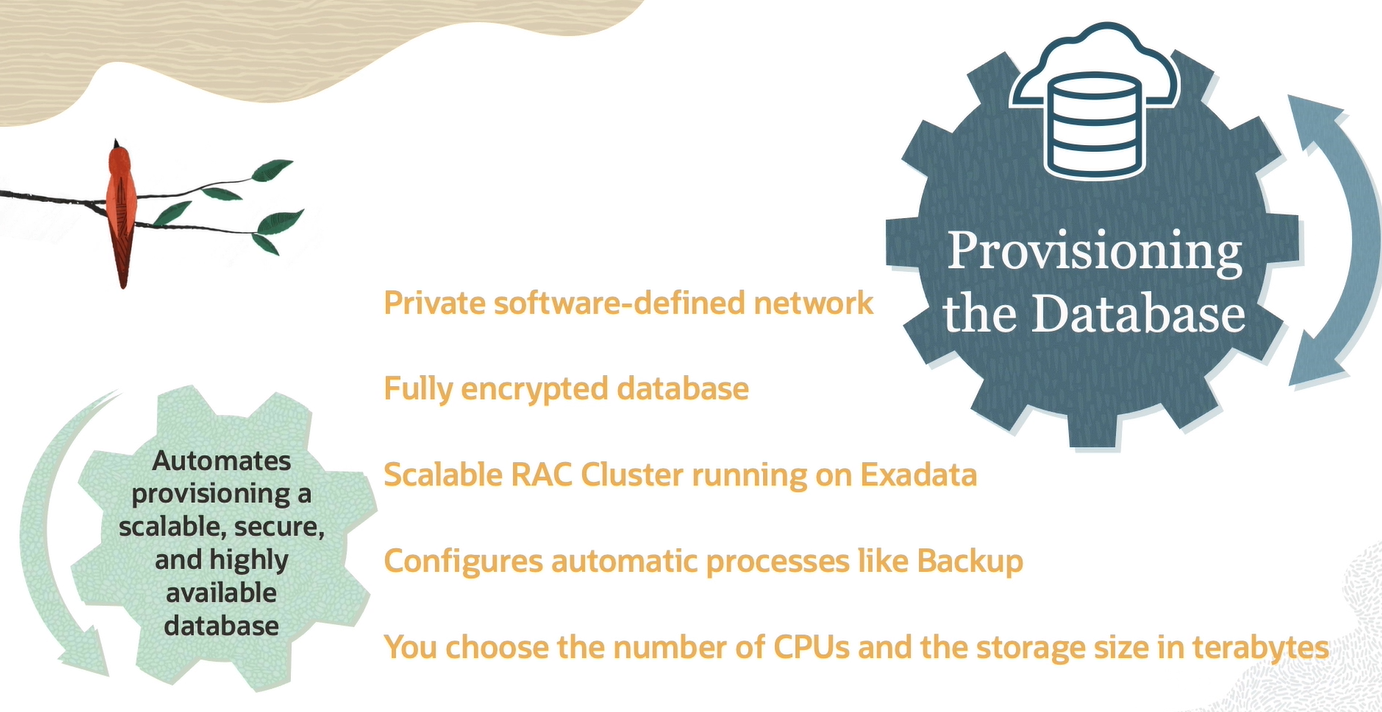 Provisioning
the Database
Private software-defined network
Fully encrypted database
Scalable RAC Cluster running on Exadata
Configures automatic processes like Backup
You choose the number of CPUs and the storage size in terabytes
Automates
provisioning a
scalable, secure,
and highly
available
database